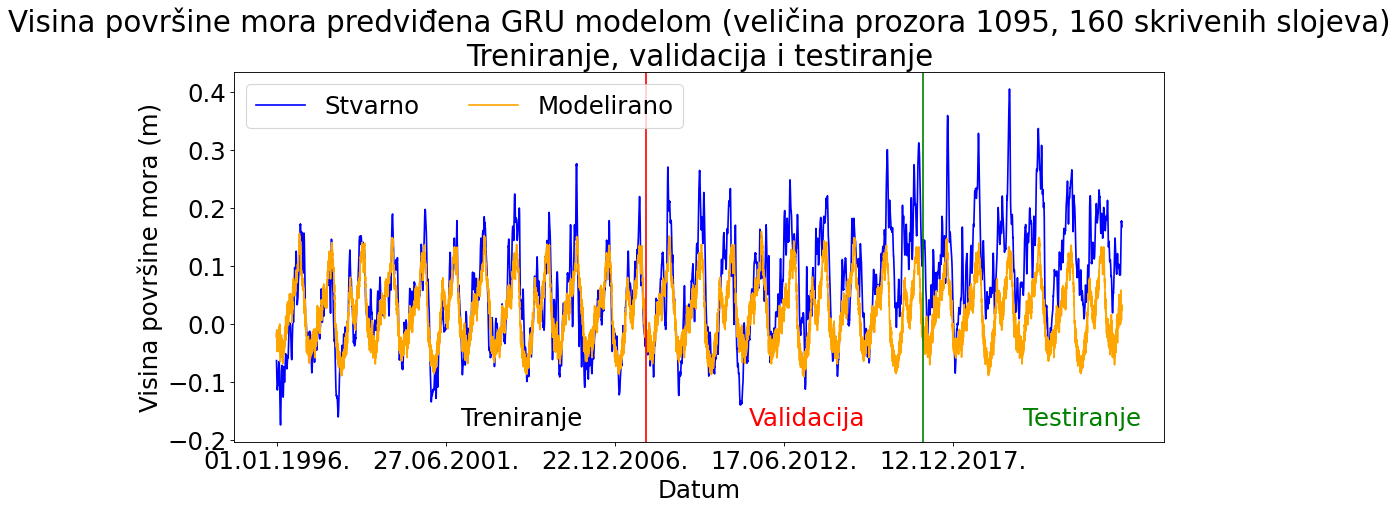 Visina površine mora predviđena GRU modelom (veličina prozora 1095, 160 skrivenih slojeva)
Treniranje, validacija i testiranje
Stvarno
Modelirano
Visina površine mora (m)
0.4
0.3
0.2
0.1
0.0
−0.1
−0.2
Treniranje
Validacija
Testiranje
01.01.1996.
27.06.2001.
22.12.2006.
17.06.2012.
12.12.2017.
Datum